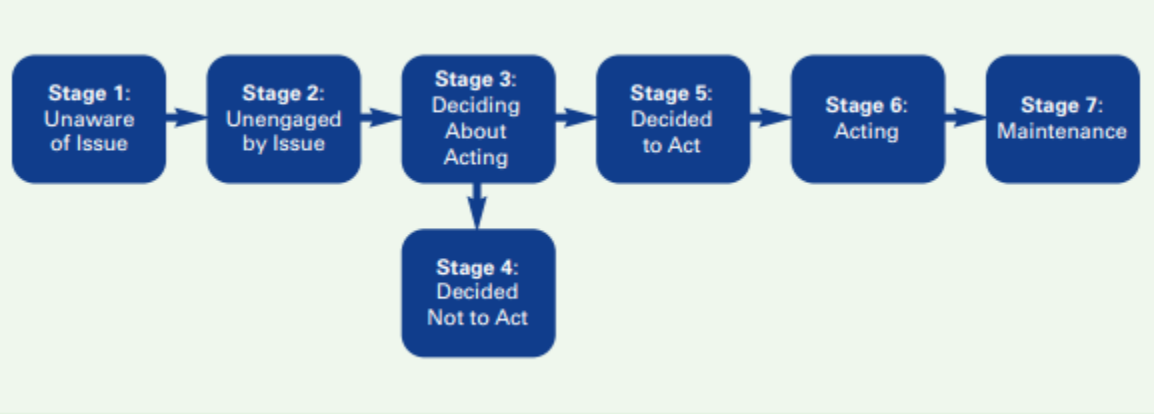 Stage 1:
Unaware
of Issue
Stage 2:
Unengaged
by Issue
Stage 3:
Deciding
About
Acting
Stage 5:
Decided
to Act
Stage 6:
Acting
Stage 7:
Maintenance
Stage 4:
Decided
Not to Act